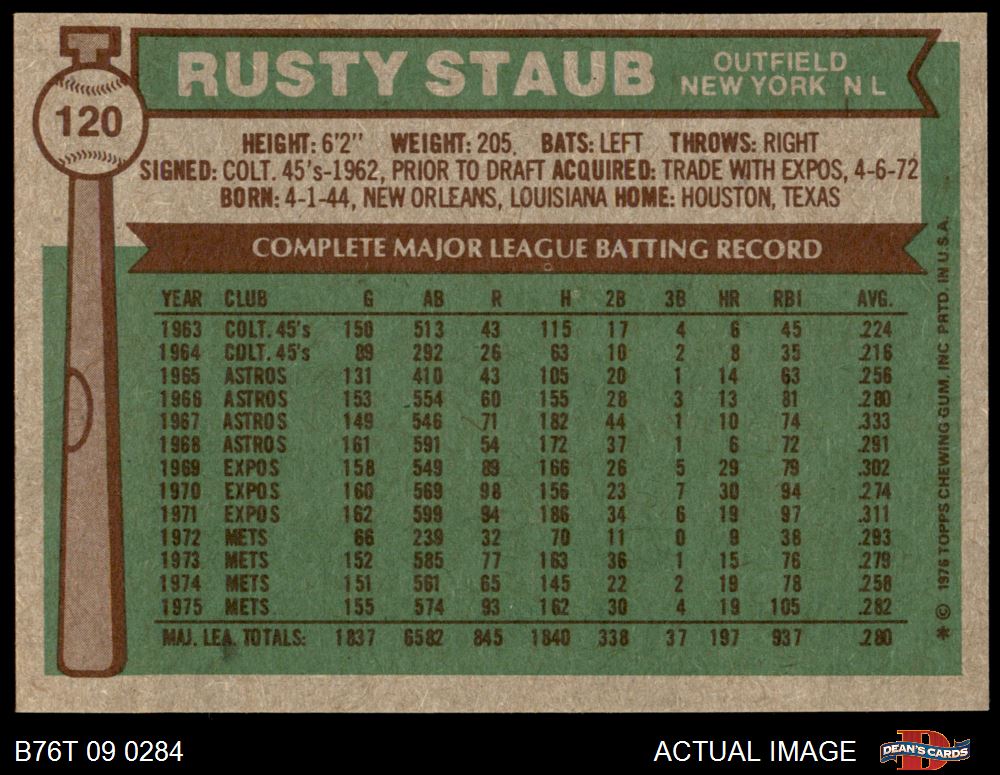 120
RUSTY STAUB
OUTFIELD
NEW YORK N L
HEIGHT: 6'2'' WEIGHT: 205, BATS: LEFT THROWS: RIGHT
SIGNED: COLT. 45's-1962, PRIOR TO DRAFT ACQUIRED: TRADE WITH EXPOS, 4-6-72
BORN: 4-1-44, NEW ORLEANS, LOUISIANA HOME: HOUSTON, TEXAS
COMPLETE MAJOR LEAGUE BATTING RECORD
YEAR CLUB G AB R H 2B 3B HR RBI AVG.
1963 COLT. 45's 150 513 43 115 17 4 6 45 .224
1964 COLT. 45's 89 292 26 63 10 2 8 35 .216
1965 ASTROS 131 410 43 105 20 1 14 63 .256
1966 ASTROS 153 554 60 155 28 3 13 81 .280
1967 ASTROS 149 546 71 182 44 1 10 74 .333
1968 ASTROS 161 591 54 172 37 1 6 72 .291
1969 EXPOS 158 549 89 166 26 5 29 79 .302
1970 EXPOS 160 569 98 156 23 7 30 94 .274
1971 EXPOS 162 599 94 186 34 6 19 97 .311
1972 METS 66 239 32 70 11 0 9 38 .293
1973 METS 152 585 77 163 36 1 15 76 .279
1974 METS 151 561 65 145 22 2 19 78 .258
1975 METS 155 574 93 162 30 4 19 105 .282
MAJ. LEA. TOTALS: 1837 6582 845 1840 338 37 197 937 .280
* © 1976 TOPPS CHEWING GUM, INC PRTD. IN U.S.A.
B76T 09 0284
ACTUAL IMAGE
D
DEAN'S CARDS